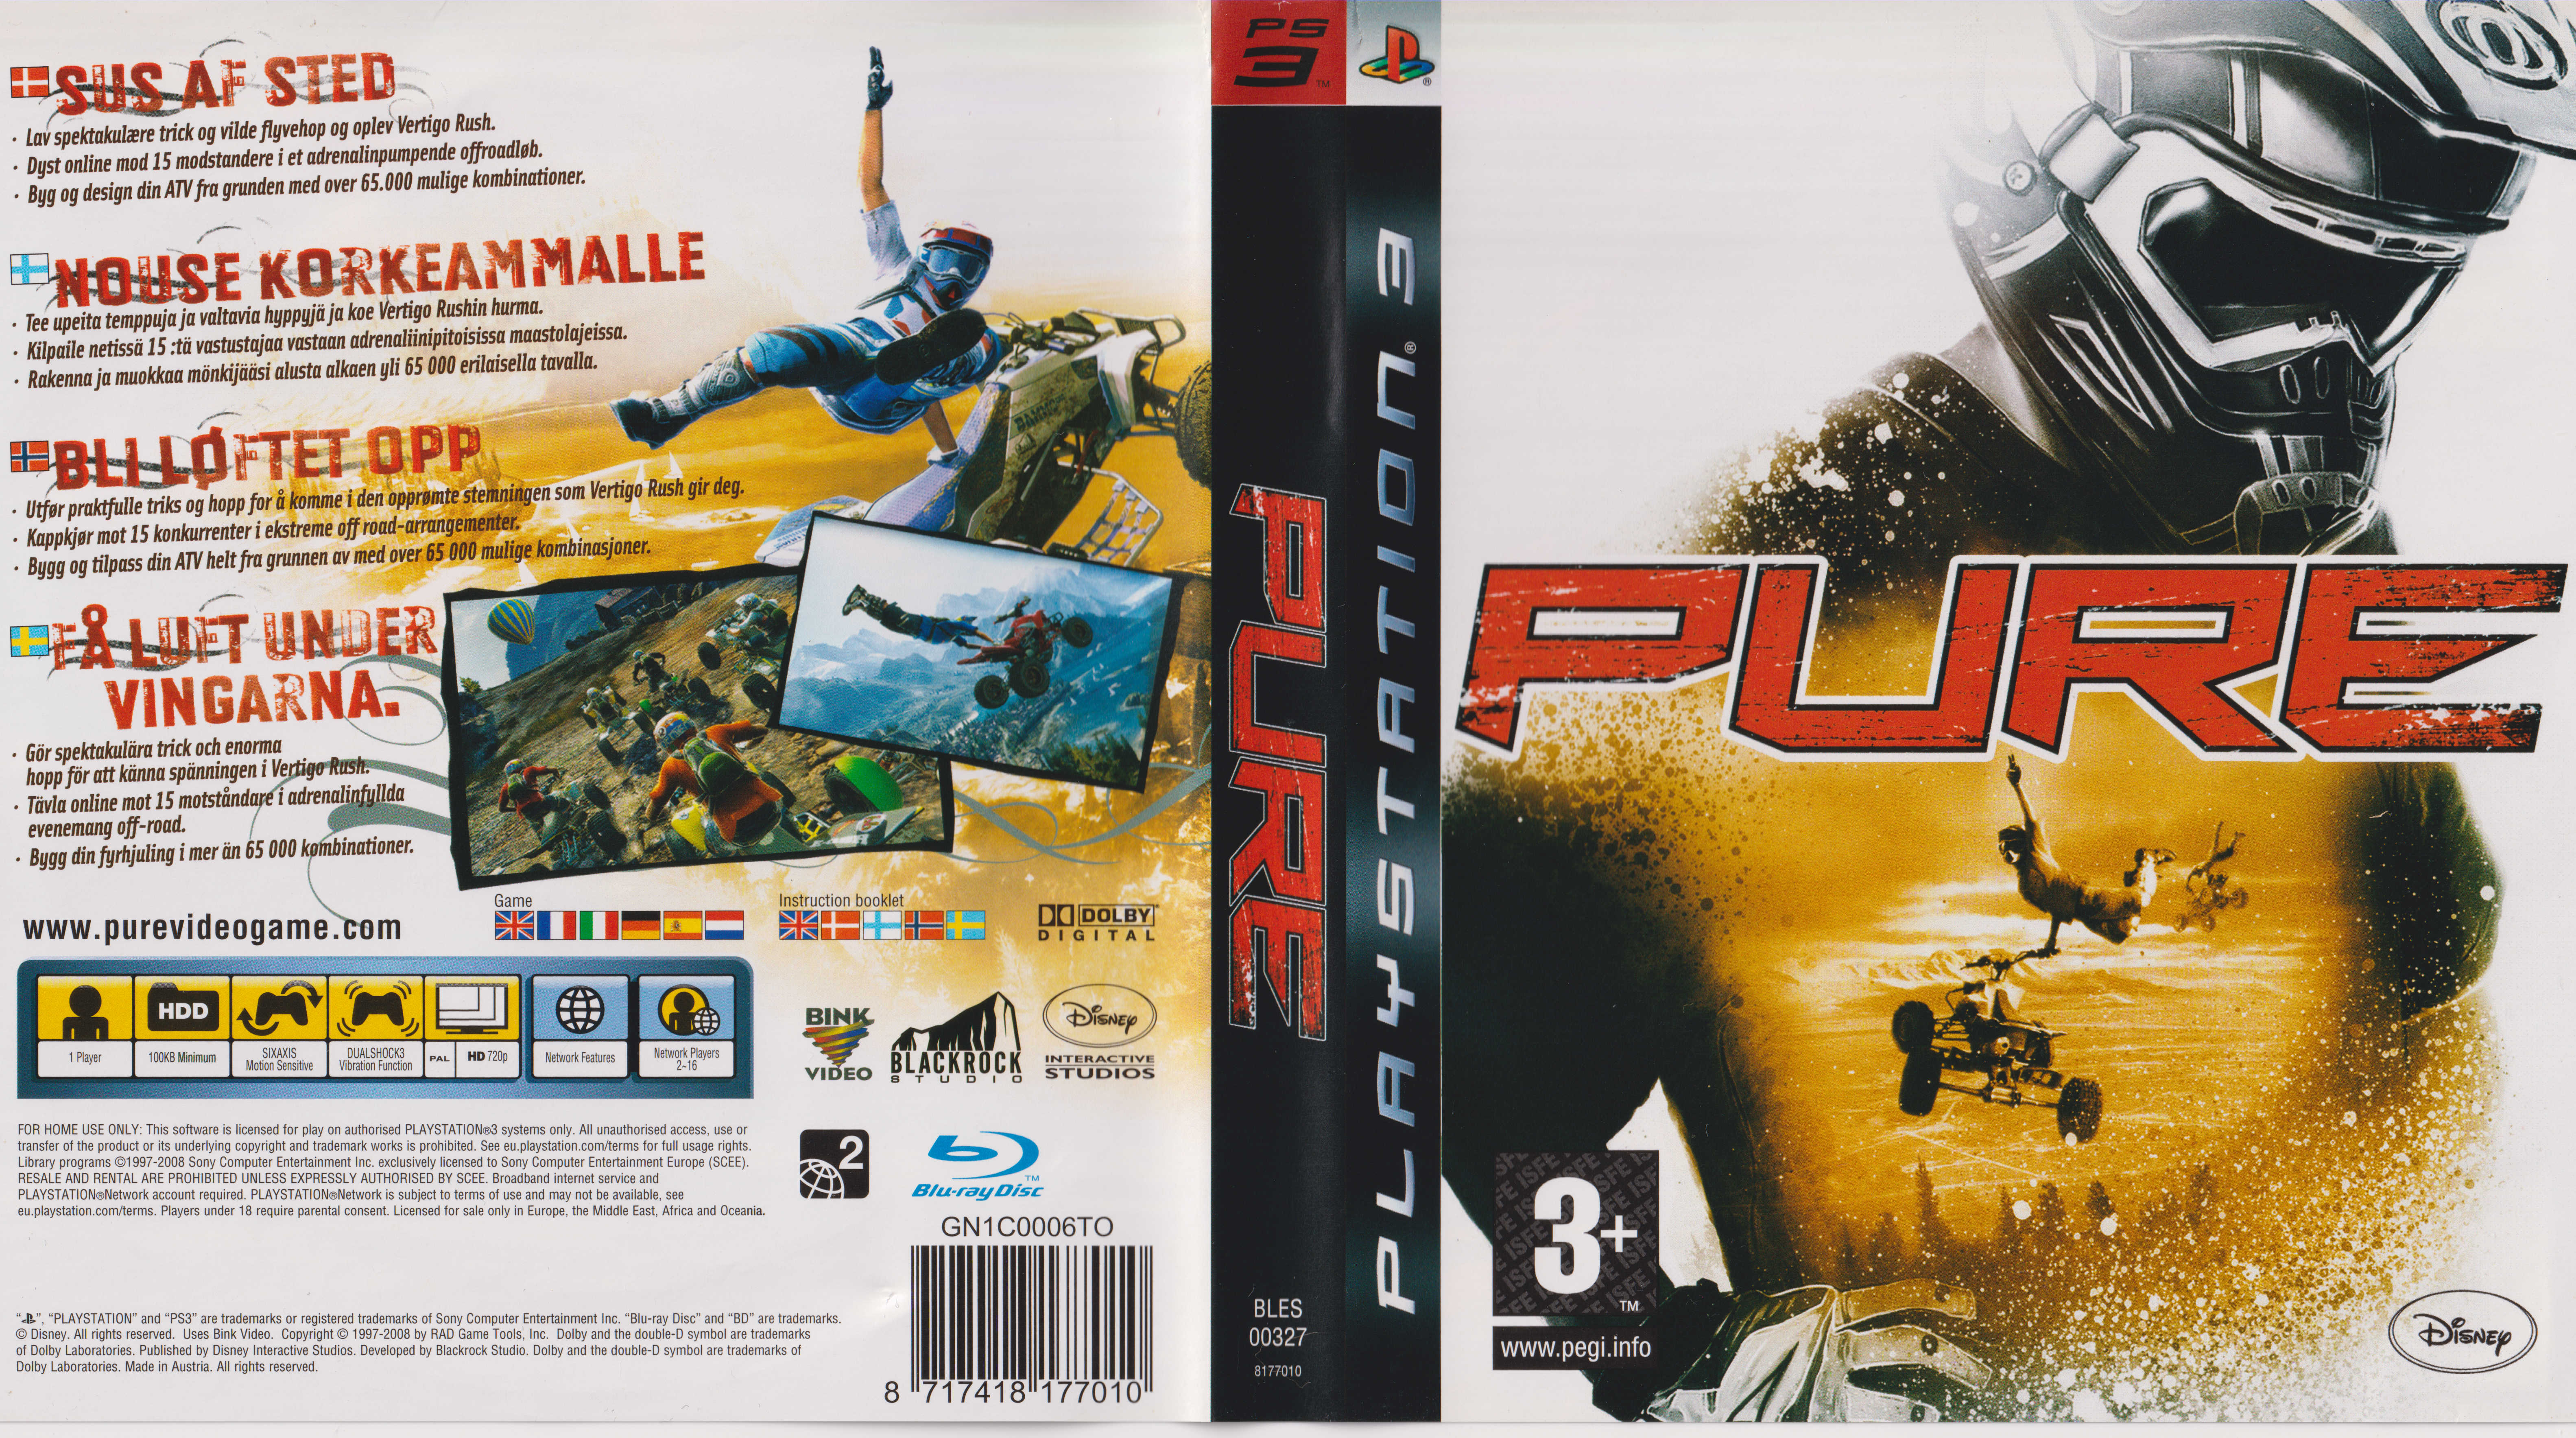 SUS AF STED
· Lav spektakulære trick og vilde flyvehop og oplev Vertigo Rush.
· Dyst online mod 15 modstandere i et adrenalinpumpende offroadløb.
· Byg og design din ATV fra grunden med over 65.000 mulige kombinationer.
NOUSE KORKEAMMALLE
· Tee upeita temppuja ja valtavia hyppyjä ja koe Vertigo Rushin hurma.
· Kilpaile netissä 15 :tä vastustajaa vastaan adrenaliinipitoisissa maastolajeissa.
· Rakenna ja muokkaa mönkijääsi alusta alkaen yli 65 000 erilaisella tavalla.
BLI LØFTET OPP
· Utfør praktfulle triks og hopp for å komme i den opprømte stemningen som Vertigo Rush gir deg.
· Kappkjør mot 15 konkurrenter i ekstreme off road-arrangementer.
· Bygg og tilpass din ATV helt fra grunnen av med over 65 000 mulige kombinasjoner.
FÅ LUFT UNDER
VINGARNA.
· Gör spektakulära trick och enorma
hopp för att känna spänningen i Vertigo Rush.
· Tävla online mot 15 motståndare i adrenalinfyllda
evenemang off-road.
· Bygg din fyrhjuling i mer än 65 000 kombinationer.
www.purevideogame.com
Game
Instruction booklet
DOLBY
DIGITAL
HDD
1 Player
100KB Minimum
SIXAXIS
Motion Sensitive
DUALSHOCK3
Vibration Function
PAL
HD 720p
Network Features
Network Players
2~16
BINK
VIDEO
BLACKROCK
STUDIO
Disney
INTERACTIVE
STUDIOS
FOR HOME USE ONLY: This software is licensed for play on authorised PLAYSTATION®3 systems only. All unauthorised access, use or
transfer of the product or its underlying copyright and trademark works is prohibited. See eu.playstation.com/terms for full usage rights.
Library programs ©1997-2008 Sony Computer Entertainment Inc. exclusively licensed to Sony Computer Entertainment Europe (SCEE).
RESALE AND RENTAL ARE PROHIBITED UNLESS EXPRESSLY AUTHORISED BY SCEE. Broadband internet service and
PLAYSTATION®Network account required. PLAYSTATION®Network is subject to terms of use and may not be available, see
eu.playstation.com/terms. Players under 18 require parental consent. Licensed for sale only in Europe, the Middle East, Africa and Oceania.
2
Blu-ray Disc™
GN1C0006TO
8 717418 177010
"", "PLAYSTATION" and "PS3" are trademarks or registered trademarks of Sony Computer Entertainment Inc. "Blu-ray Disc" and "BD" are trademarks.
© Disney. All rights reserved. Uses Bink Video. Copyright © 1997-2008 by RAD Game Tools, Inc. Dolby and the double-D symbol are trademarks
of Dolby Laboratories. Published by Disney Interactive Studios. Developed by Blackrock Studio. Dolby and the double-D symbol are trademarks of
Dolby Laboratories. Made in Austria. All rights reserved.
PS3™
PLAYSTATION®3
PURE
BLES
00327
8177010
PURE
3+™
www.pegi.info
Disney